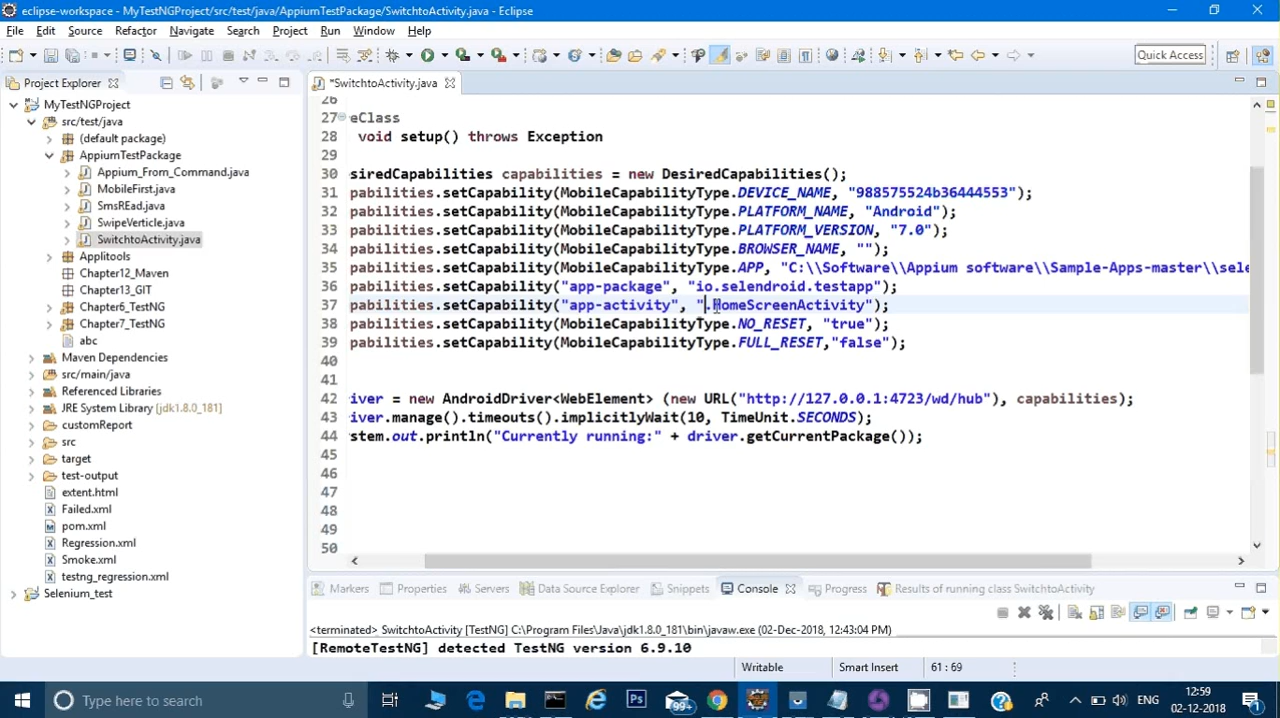 eclipse-workspace - MyTestNGProject/src/test/java/AppiumTestPackage/SwitchtoActivity.java - Eclipse
File Edit Source Refactor Navigate Search Project Run Window Help
Quick Access
Project Explorer
*SwitchtoActivity.java
MyTestNGProject
src/test/java
(default package)
AppiumTestPackage
Appium_From_Command.java
MobileFirst.java
SmsREad.java
SwipeVerticle.java
SwitchtoActivity.java
Applitools
Chapter12_Maven
Chapter13_GIT
Chapter6_TestNG
Chapter7_TestNG
abc
Maven Dependencies
src/main/java
Referenced Libraries
JRE System Library [jdk1.8.0_181]
customReport
src
target
test-output
extent.html
Failed.xml
pom.xml
Regression.xml
Smoke.xml
testng_regression.xml
Selenium_test
26
27 eClass
28 void setup() throws Exception
29
30 siredCapabilities capabilities = new DesiredCapabilities();
31 pabilities.setCapability(MobileCapabilityType.DEVICE_NAME, "988575524b36444553");
32 pabilities.setCapability(MobileCapabilityType.PLATFORM_NAME, "Android");
33 pabilities.setCapability(MobileCapabilityType.PLATFORM_VERSION, "7.0");
34 pabilities.setCapability(MobileCapabilityType.BROWSER_NAME, "");
35 pabilities.setCapability(MobileCapabilityType.APP, "C:\\Software\\Appium software\\Sample-Apps-master\\sele
36 pabilities.setCapability("app-package", "io.selendroid.testapp");
37 pabilities.setCapability("app-activity", ".HomeScreenActivity");
38 pabilities.setCapability(MobileCapabilityType.NO_RESET, "true");
39 pabilities.setCapability(MobileCapabilityType.FULL_RESET,"false");
40
41
42 iver = new AndroidDriver<WebElement> (new URL("http://127.0.0.1:4723/wd/hub"), capabilities);
43 iver.manage().timeouts().implicitlyWait(10, TimeUnit.SECONDS);
44 stem.out.println("Currently running:" + driver.getCurrentPackage());
45
46
47
48
49
50
Markers Properties Servers Data Source Explorer Snippets Console Progress Results of running class SwitchtoActivity
<terminated> SwitchtoActivity [TestNG] C:\Program Files\Java\jdk1.8.0_181\bin\javaw.exe (02-Dec-2018, 12:43:04 PM)
[RemoteTestNG] detected TestNG version 6.9.10
Writable Smart Insert 61 : 69
Type here to search
99+
Ps
ENG
12:59
02-12-2018
1